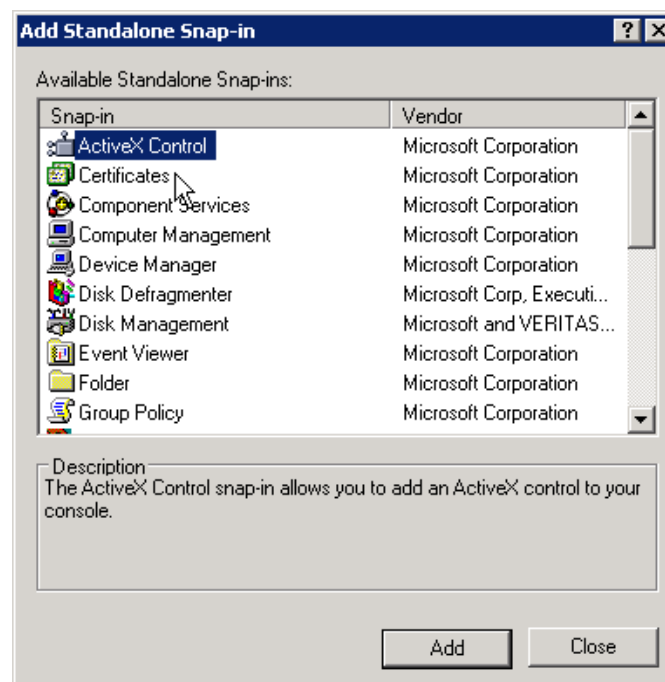 Add Standalone Snap-in
?
Available Standalone Snap-ins:
Snap-in Vendor
ActiveX Control Microsoft Corporation
Certificates Microsoft Corporation
Component Services Microsoft Corporation
Computer Management Microsoft Corporation
Device Manager Microsoft Corporation
Disk Defragmenter Microsoft Corp, Executi...
Disk Management Microsoft and VERITAS...
Event Viewer Microsoft Corporation
Folder Microsoft Corporation
Group Policy Microsoft Corporation
Description
The ActiveX Control snap-in allows you to add an ActiveX control to your
console.
Add Close